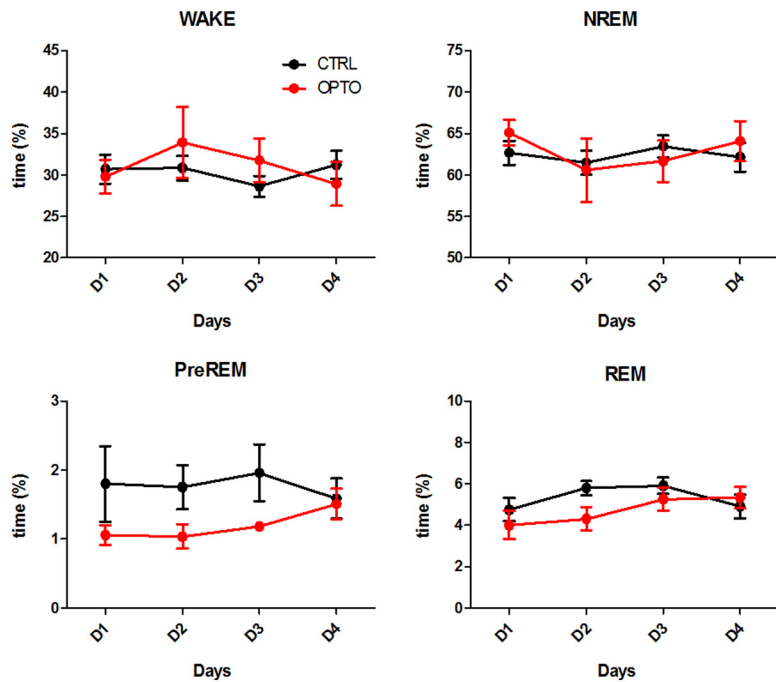 WAKE
45
40
35
30
25
20
time (%)
D1
D2
D3
D4
Days
CTRL
OPTO
NREM
75
70
65
60
55
50
time (%)
D1
D2
D3
D4
Days
PreREM
3
2
1
0
time (%)
D1
D2
D3
D4
Days
REM
10
8
6
4
2
0
time (%)
D1
D2
D3
D4
Days